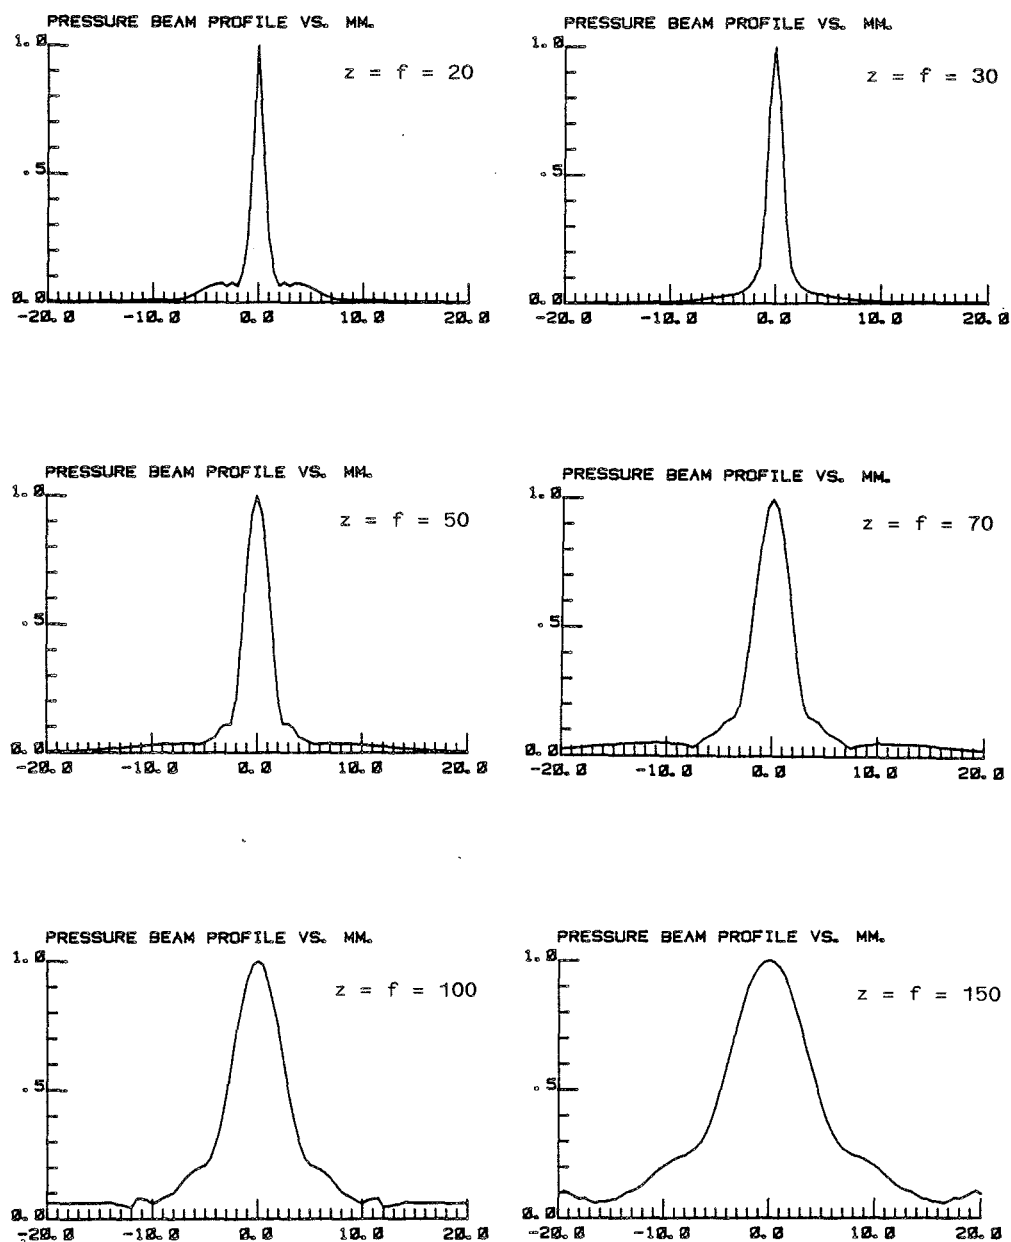 PRESSURE BEAM PROFILE VS. MM.
1.0
z = f = 20
.5
0.0
-20.0 -10.0 0.0 10.0 20.0
PRESSURE BEAM PROFILE VS. MM.
1.0
z = f = 30
.5
0.0
-20.0 -10.0 0.0 10.0 20.0
PRESSURE BEAM PROFILE VS. MM.
1.0
z = f = 50
.5
0.0
-20.0 -10.0 0.0 10.0 20.0
PRESSURE BEAM PROFILE VS. MM.
1.0
z = f = 70
.5
0.0
-20.0 -10.0 0.0 10.0 20.0
PRESSURE BEAM PROFILE VS. MM.
1.0
z = f = 100
.5
0.0
-20.0 -10.0 0.0 10.0 20.0
PRESSURE BEAM PROFILE VS. MM.
1.0
z = f = 150
.5
0.0
-20.0 -10.0 0.0 10.0 20.0